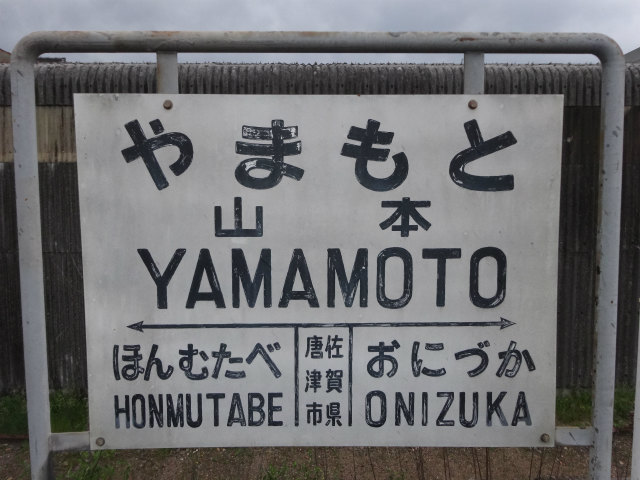 やまもと
山本
YAMAMOTO
ほんむたべ
HONMUTABE
佐賀県
唐津市
おにづか
ONIZUKA